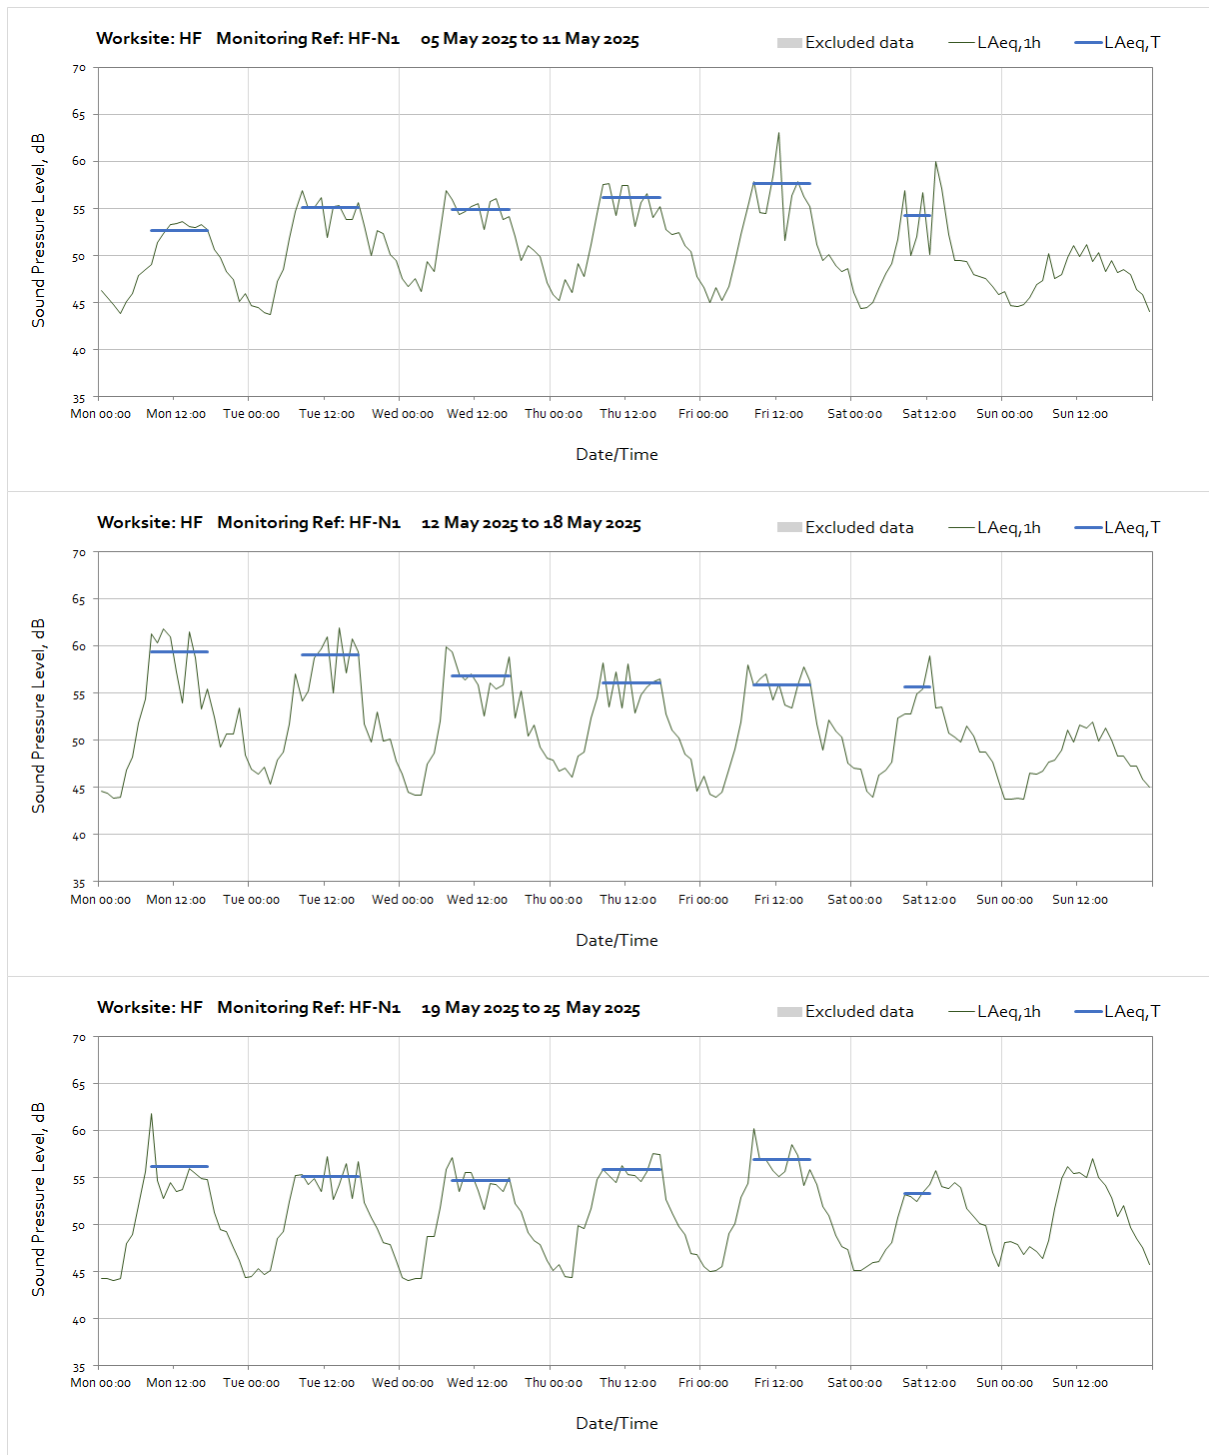 Worksite: HF Monitoring Ref: HF-N1 05 May 2025 to 11 May 2025
Excluded data LAeq,1h LAeq,T
Sound Pressure Level, dB
70
65
60
55
50
45
40
35
Mon 00:00 Mon 12:00 Tue 00:00 Tue 12:00 Wed 00:00 Wed 12:00 Thu 00:00 Thu 12:00 Fri 00:00 Fri 12:00 Sat 00:00 Sat 12:00 Sun 00:00 Sun 12:00
Date/Time
Worksite: HF Monitoring Ref: HF-N1 12 May 2025 to 18 May 2025
Excluded data LAeq,1h LAeq,T
Sound Pressure Level, dB
70
65
60
55
50
45
40
35
Mon 00:00 Mon 12:00 Tue 00:00 Tue 12:00 Wed 00:00 Wed 12:00 Thu 00:00 Thu 12:00 Fri 00:00 Fri 12:00 Sat 00:00 Sat 12:00 Sun 00:00 Sun 12:00
Date/Time
Worksite: HF Monitoring Ref: HF-N1 19 May 2025 to 25 May 2025
Excluded data LAeq,1h LAeq,T
Sound Pressure Level, dB
70
65
60
55
50
45
40
35
Mon 00:00 Mon 12:00 Tue 00:00 Tue 12:00 Wed 00:00 Wed 12:00 Thu 00:00 Thu 12:00 Fri 00:00 Fri 12:00 Sat 00:00 Sat 12:00 Sun 00:00 Sun 12:00
Date/Time